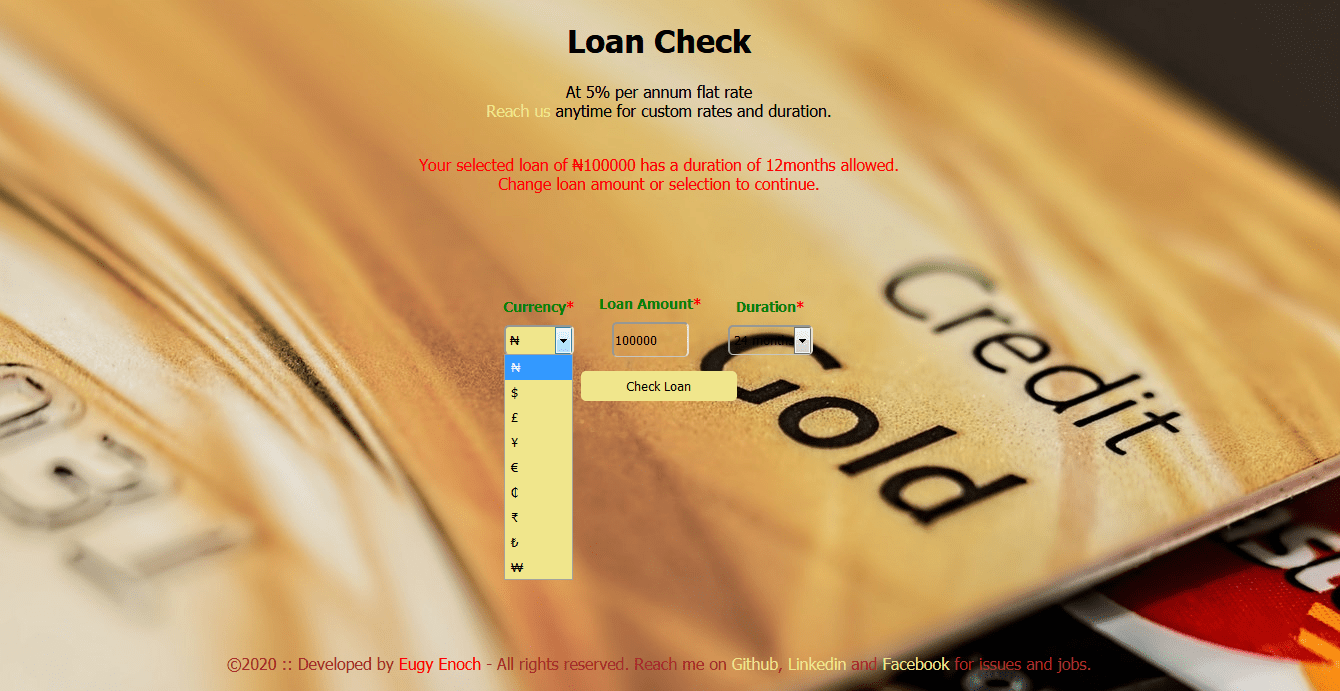 Loan Check
At 5% per annum flat rate
Reach us anytime for custom rates and duration.
Your selected loan of ₦100000 has a duration of 12months allowed.
Change loan amount or selection to continue.
Currency* Loan Amount* Duration*
₦ 100000 24 months
₦
Check Loan
$
£
¥
€
₵
₹
₺
₩
Credit
Gold
©2020 :: Developed by Eugy Enoch - All rights reserved. Reach me on Github, Linkedin and Facebook for issues and jobs.